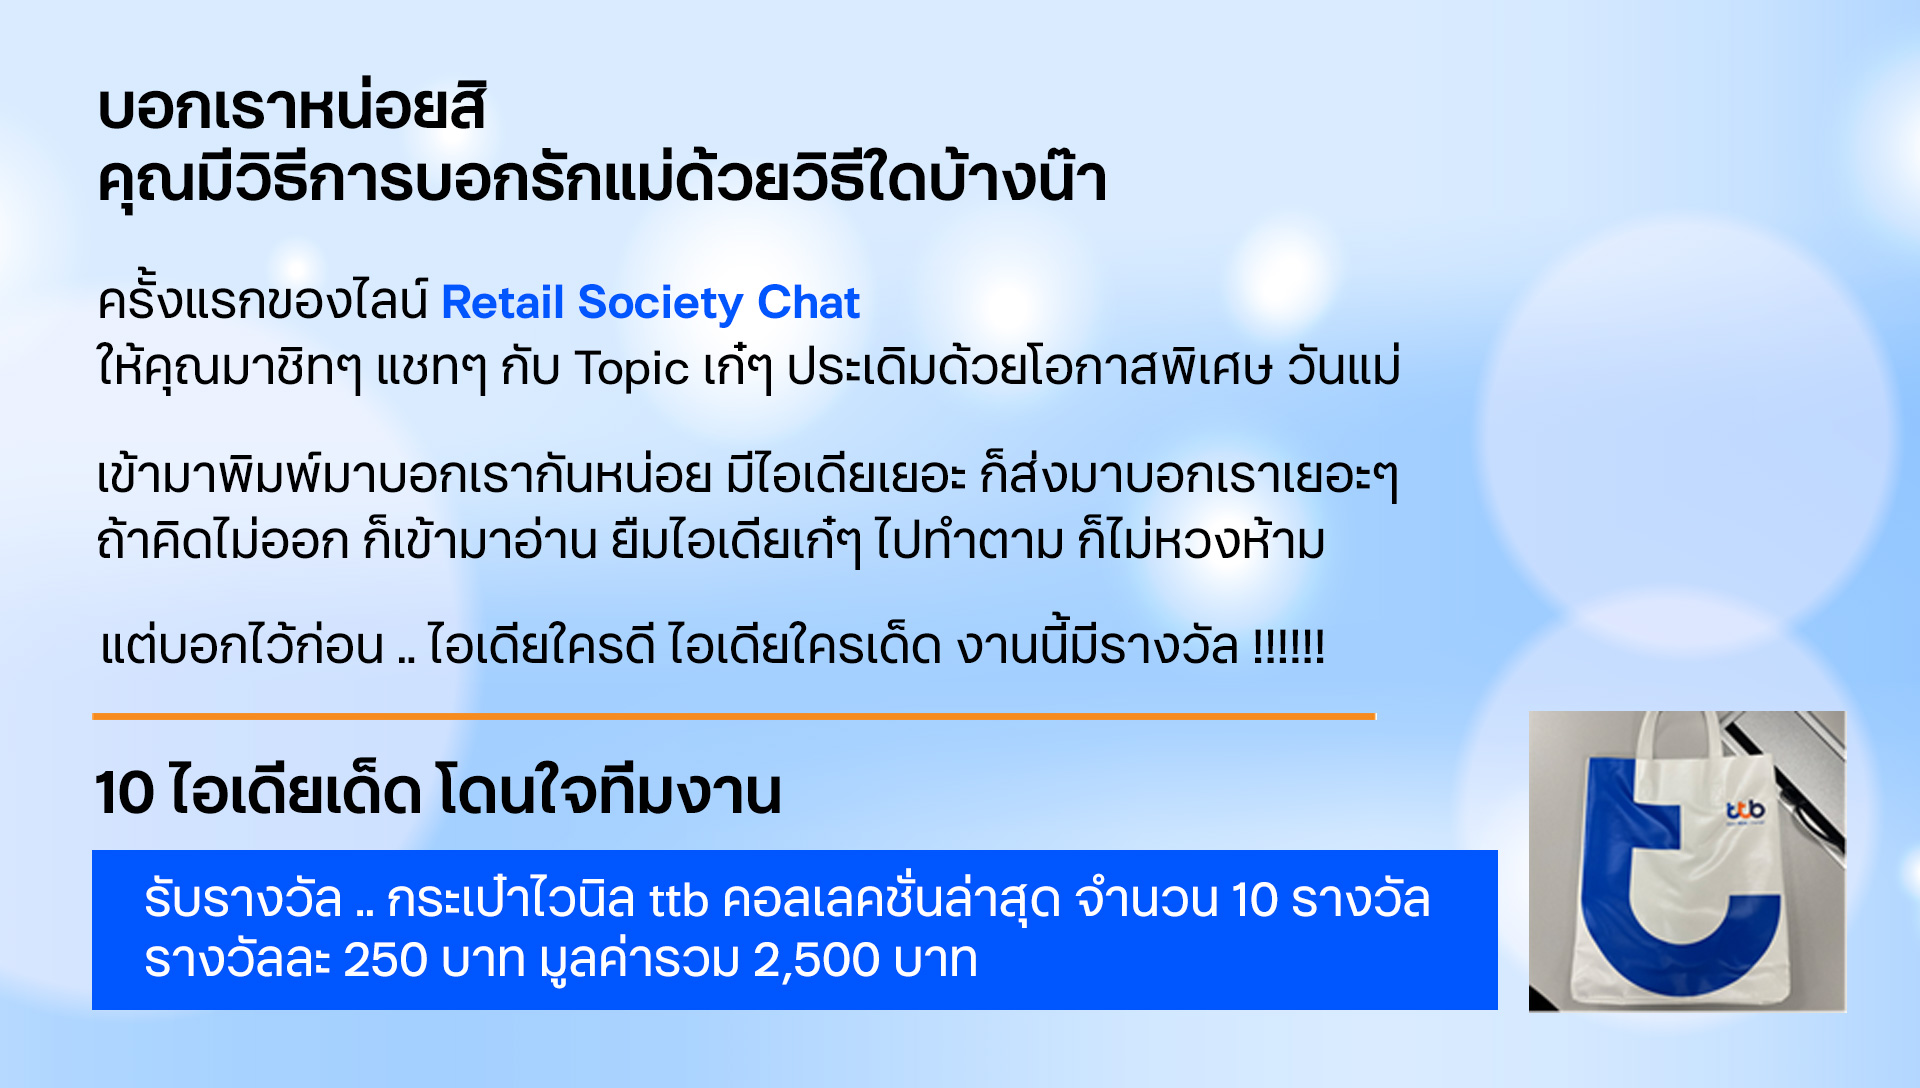 บอกเราหน่อยสิ
คุณมีวิธีการบอกรักแม่ด้วยวิธีใดบ้างน๊า
ครั้งแรกของไลน์ Retail Society Chat
ให้คุณมาชิทๆ แชทๆ กับ Topic เก๋ๆ ประเดิมด้วยโอกาสพิเศษ วันแม่
เข้ามาพิมพ์มาบอกเรากันหน่อย มีไอเดียเยอะ ก็ส่งมาบอกเราเยอะๆ
ถ้าคิดไม่ออก ก็เข้ามาอ่าน ยืมไอเดียเก๋ๆ ไปทำตาม ก็ไม่หวงห้าม
แต่บอกไว้ก่อน .. ไอเดียใครดี ไอเดียใครเด็ด งานนี้มีรางวัล !!!!!!
10 ไอเดียเด็ด โดนใจทีมงาน
รับรางวัล .. กระเป๋าไวนิล ttb คอลเลคชั่นล่าสุด จำนวน 10 รางวัล
รางวัลละ 250 บาท มูลค่ารวม 2,500 บาท
ttb